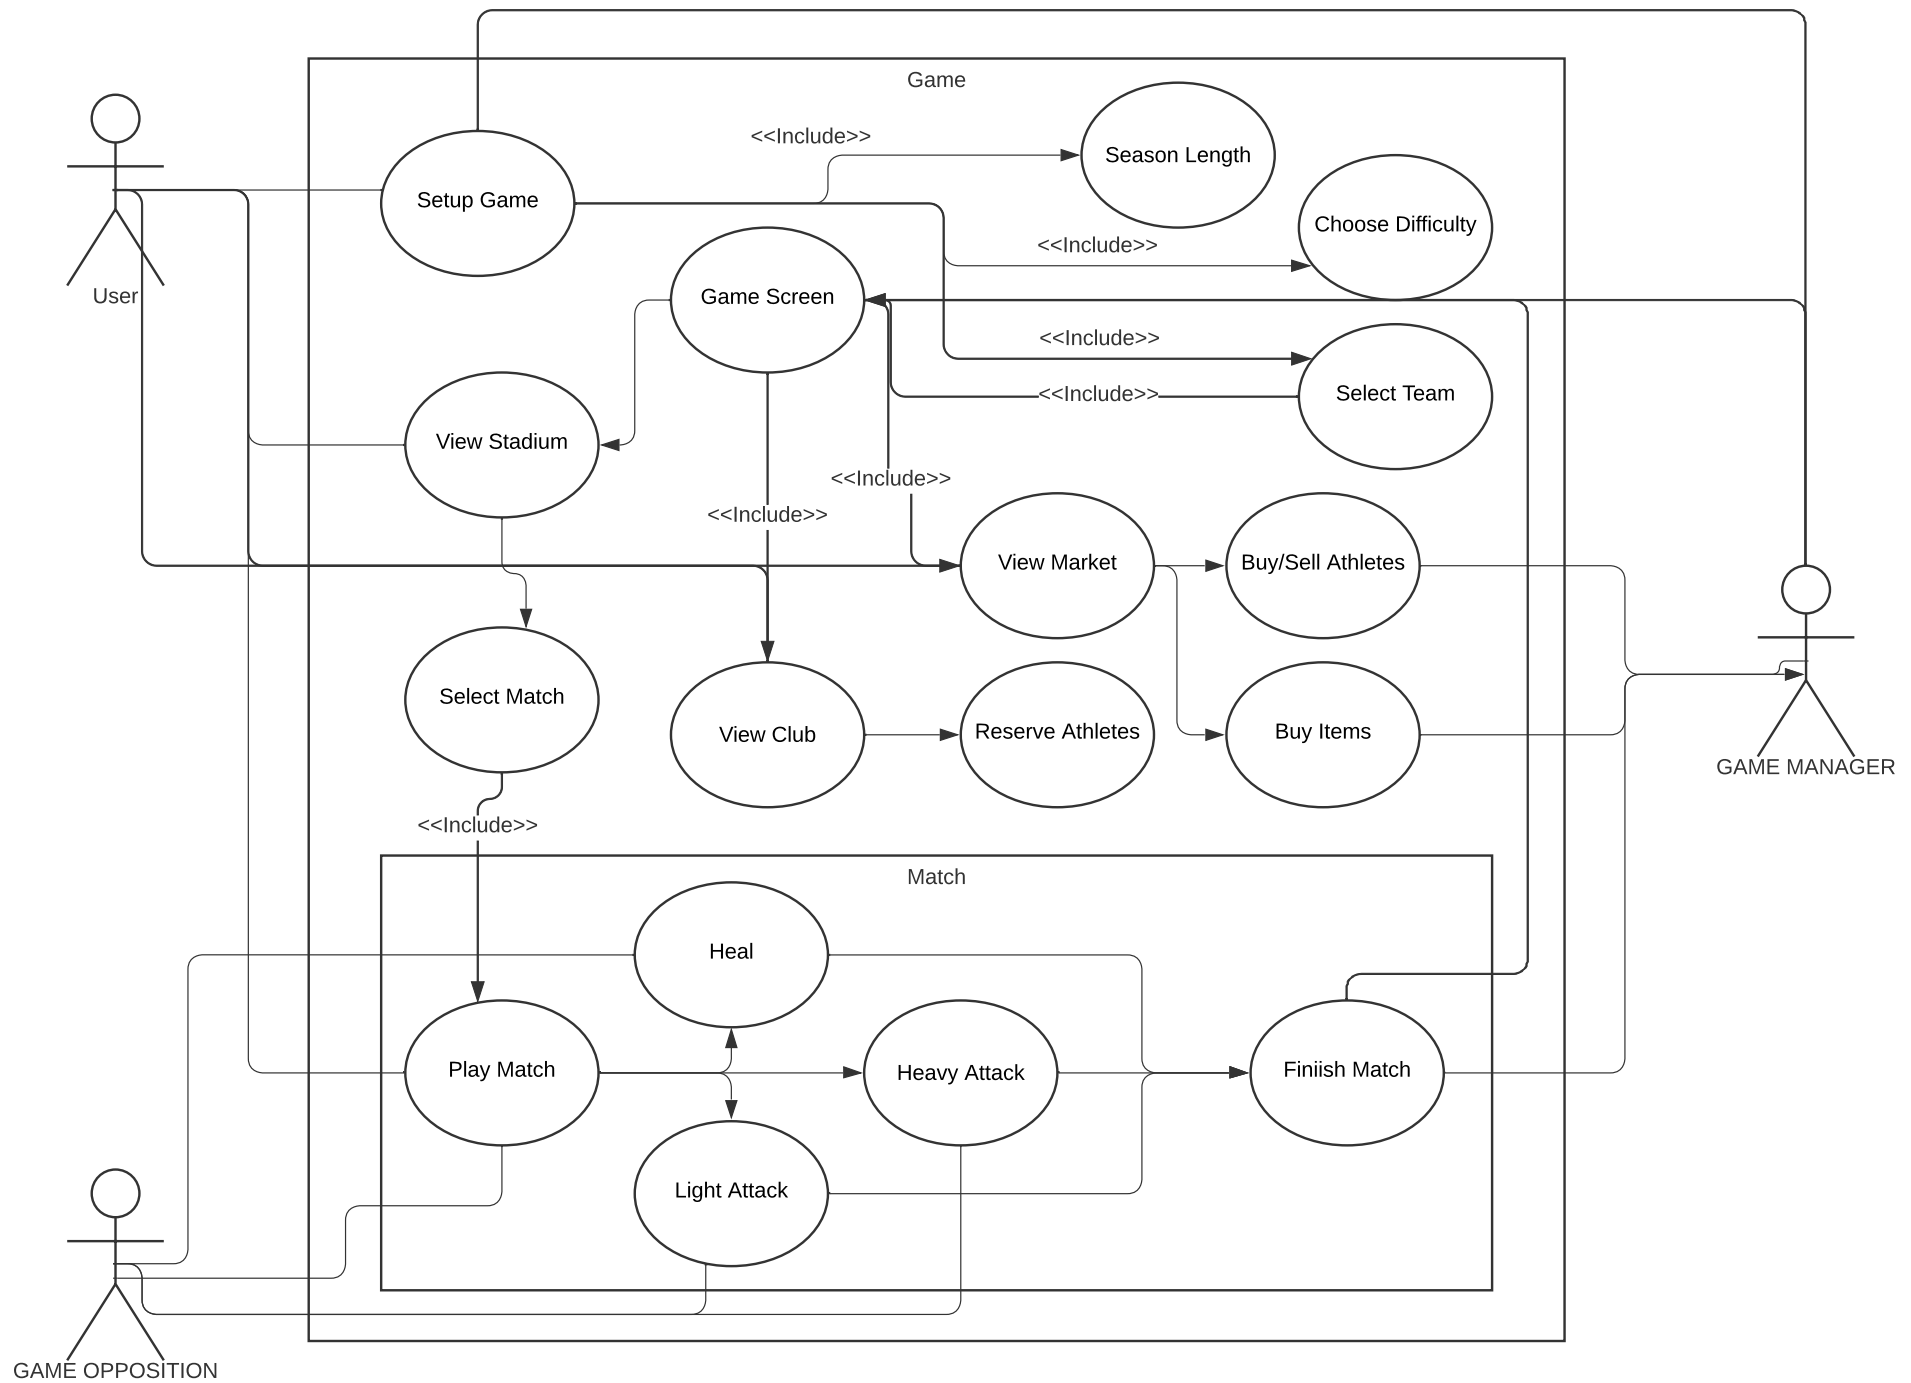 Game
<<Include>>
Season Length
Setup Game
Choose Difficulty
<<Include>>
User
Game Screen
<<Include>>
<<Include>>
Select Team
View Stadium
<<Include>>
<<Include>>
View Market
Buy/Sell Athletes
Select Match
View Club
Reserve Athletes
Buy Items
GAME MANAGER
<<Include>>
Match
Heal
Play Match
Heavy Attack
Finiish Match
Light Attack
GAME OPPOSITION